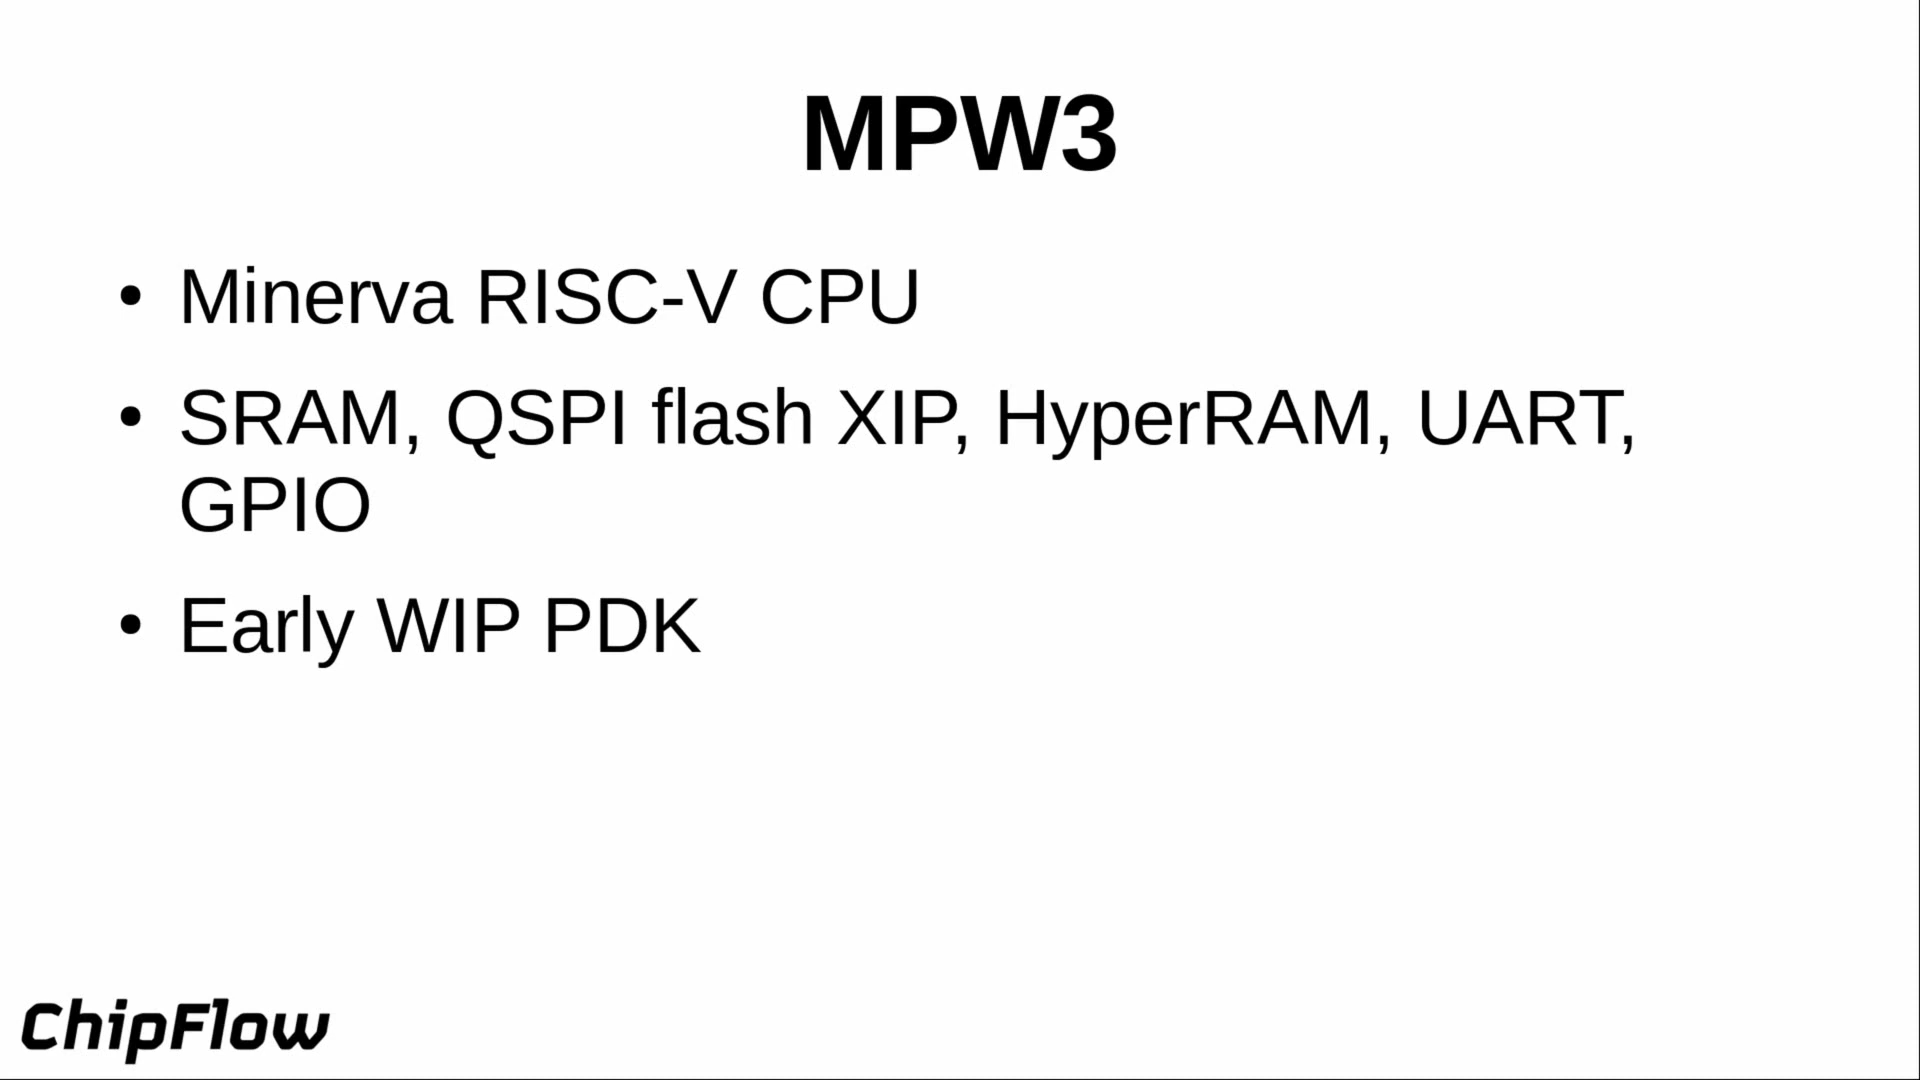 MPW3
• Minerva RISC-V CPU
• SRAM, QSPI flash XIP, HyperRAM, UART,
GPIO
• Early WIP PDK
ChipFlow